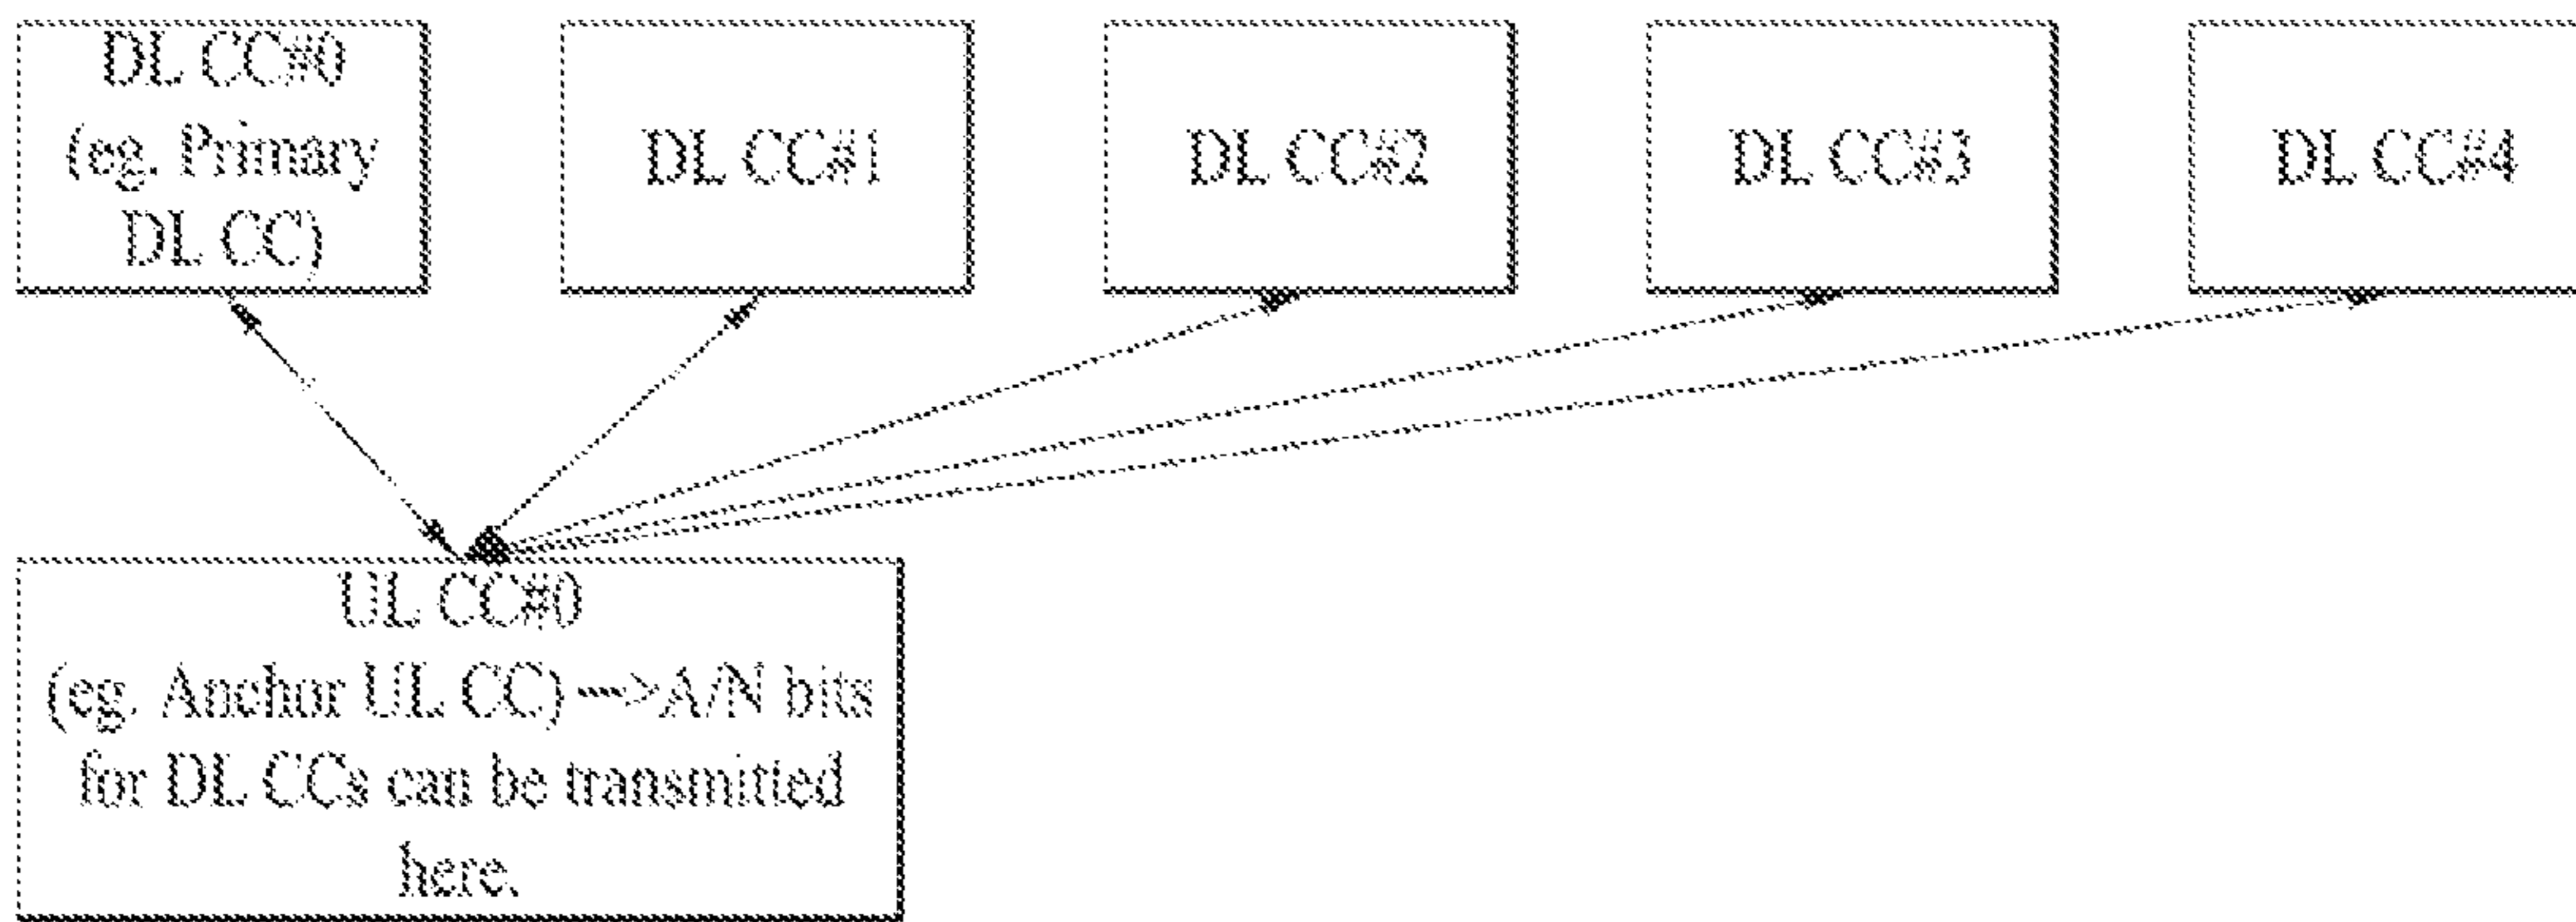 DL CC#0
(eg. Primary
DL CC)
DL CC#1
DL CC#2
DL CC#3
DL CC#4
UL CC#0
(eg. Anchor UL CC) --->A/N bits
for DL CCs can be transmitted
here.